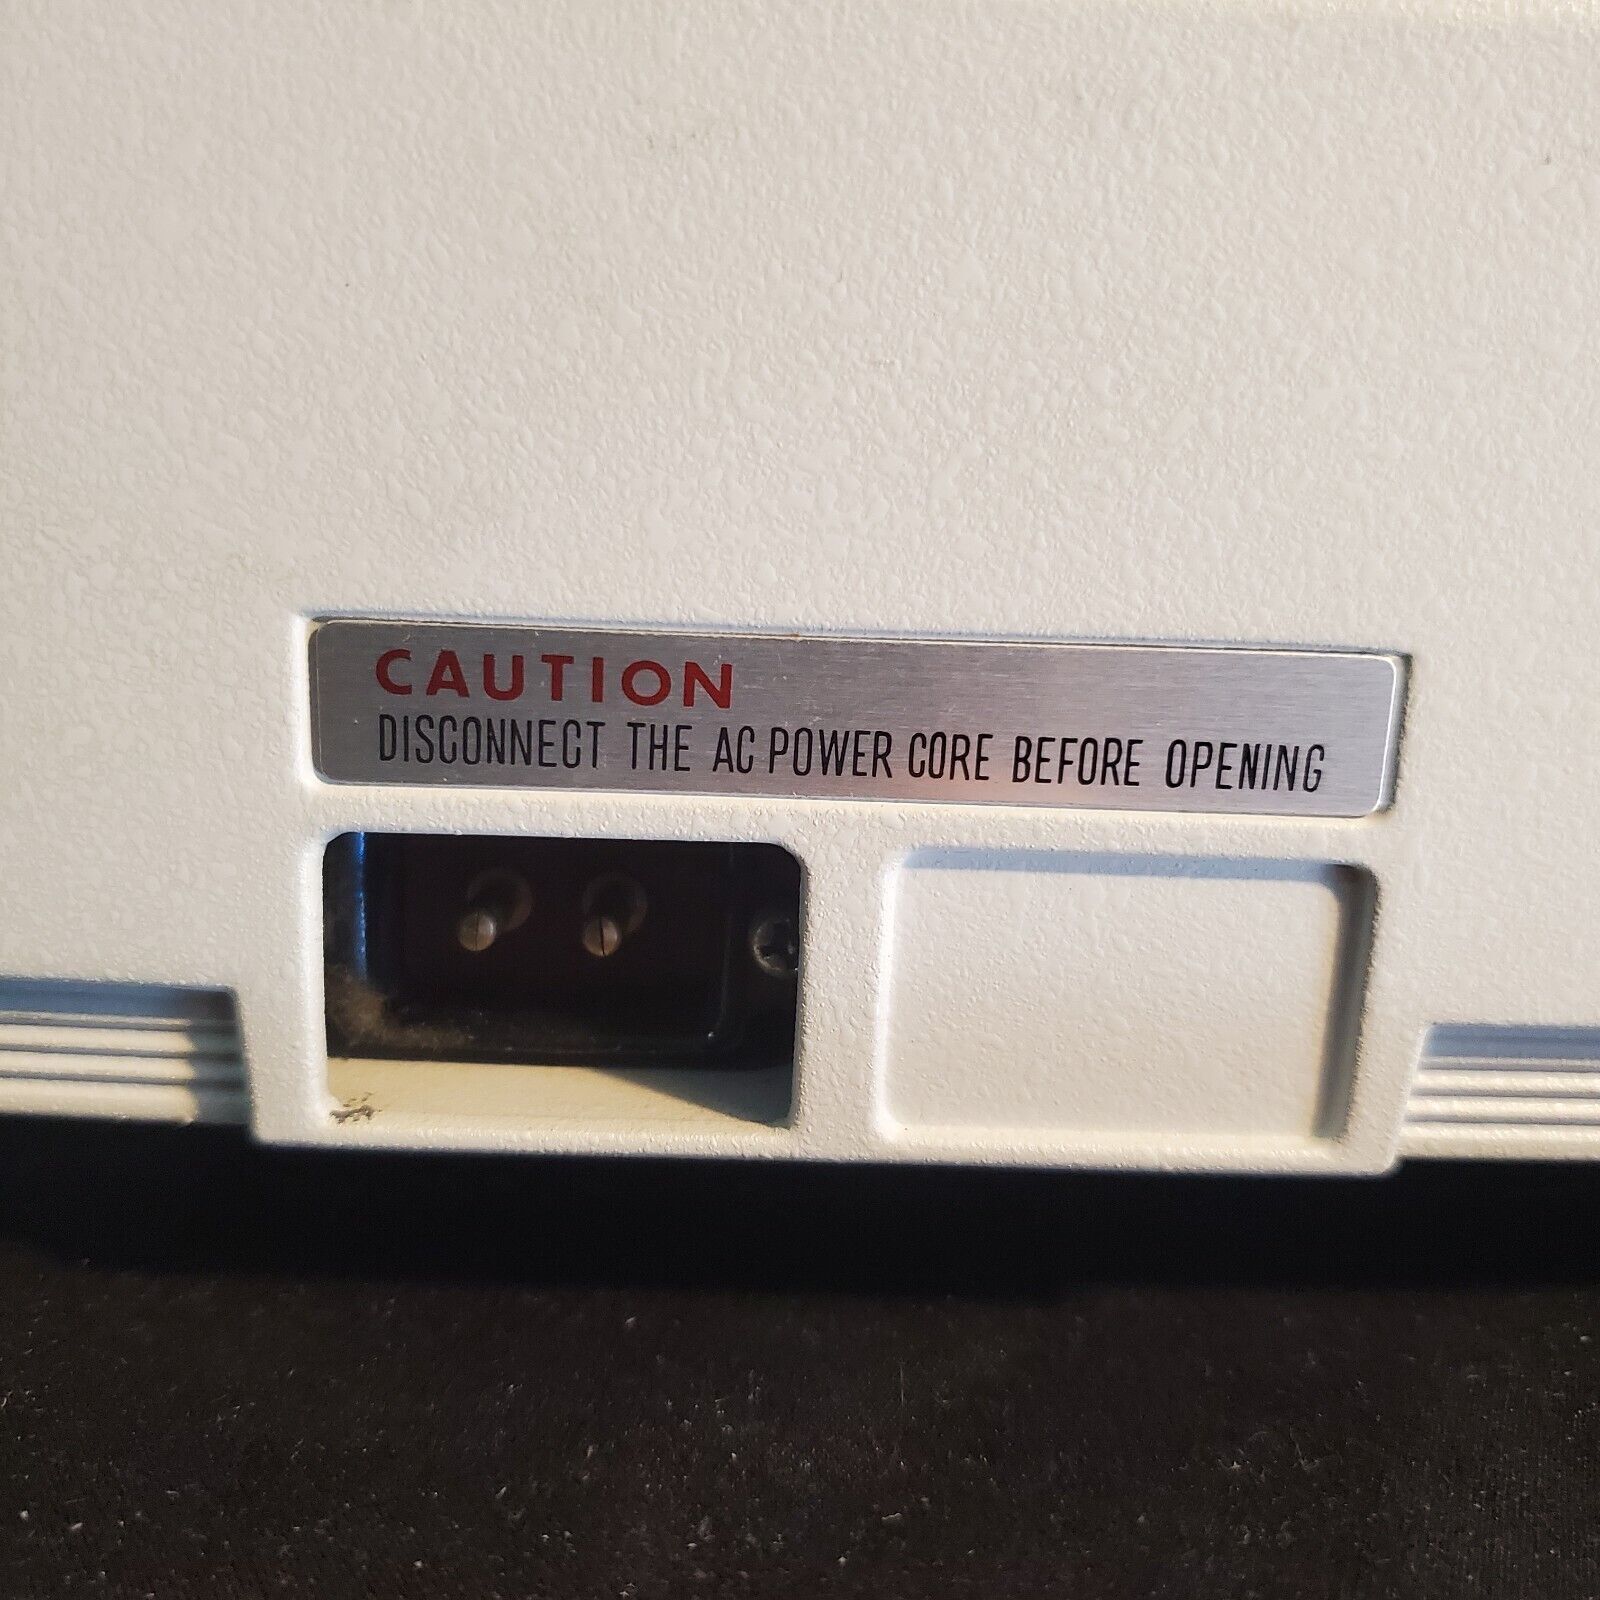 CAUTION
DISCONNECT THE AC POWER CORE BEFORE OPENING